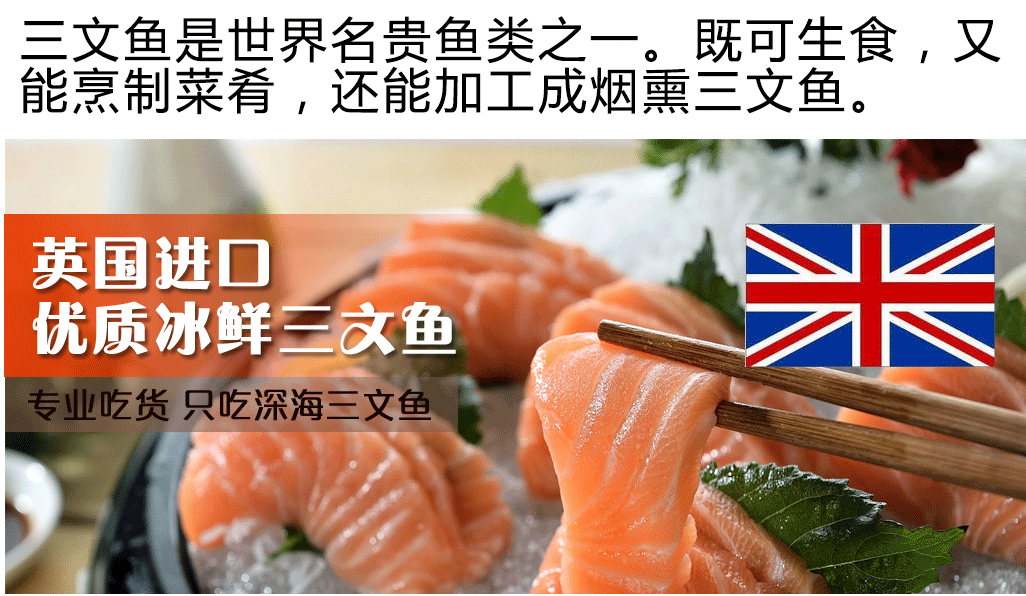 三文鱼是世界名贵鱼类之一。既可生食，又
能烹制菜肴，还能加工成烟熏三文鱼。
英国进口
优质冰鲜三文鱼
专业吃货 只吃深海三文鱼